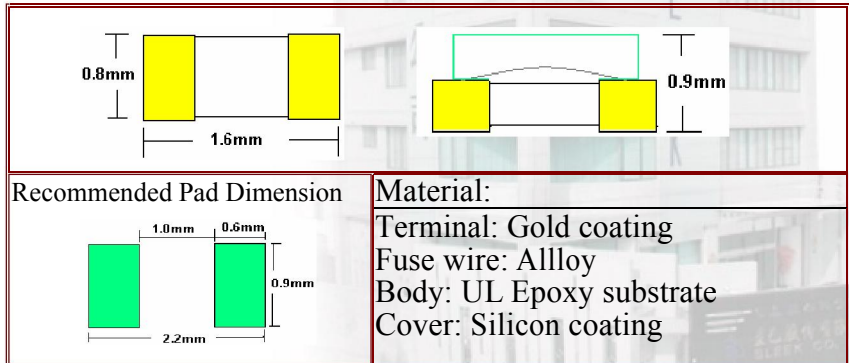 0.8mm
0.9mm
1.6mm
Recommended Pad Dimension
1.0mm 0.6mm
0.9mm
2.2mm
Material:
Terminal: Gold coating
Fuse wire: Allloy
Body: UL Epoxy substrate
Cover: Silicon coating